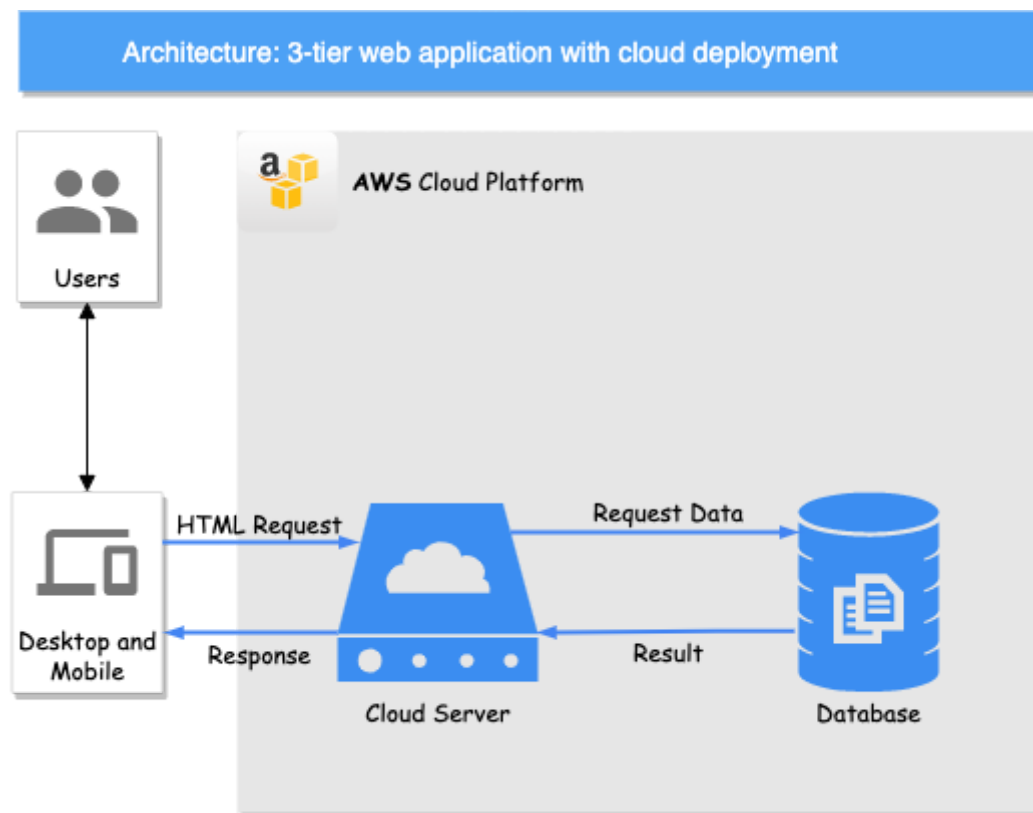 Architecture: 3-tier web application with cloud deployment
a
AWS Cloud Platform
Users
HTML Request
Request Data
Desktop and
Mobile
Response
Result
Cloud Server
Database